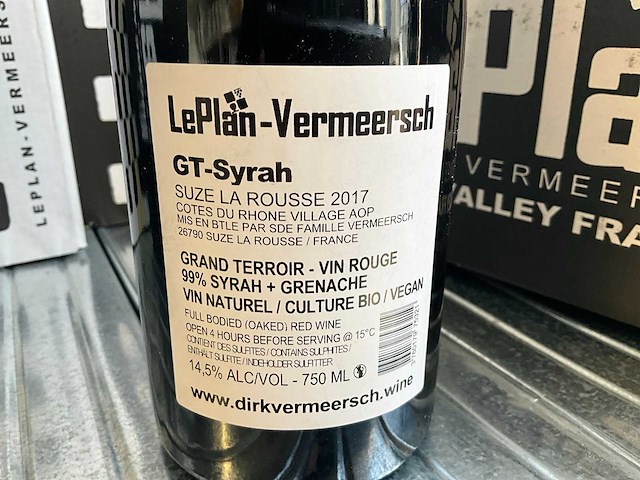 LEPLAN-VERMEERS
Pla
VERMEER
ALLEY FRA
LePlan-Vermeersch
GT-Syrah
SUZE LA ROUSSE 2017
COTES DU RHONE VILLAGE AOP
MIS EN BTLE PAR SDE FAMILLE VERMEERSCH
26790 SUZE LA ROUSSE / FRANCE
GRAND TERROIR - VIN ROUGE
99% SYRAH + GRENACHE
VIN NATUREL / CULTURE BIO / VEGAN
FULL BODIED (OAKED) RED WINE
OPEN 4 HOURS BEFORE SERVING @ 15°C
CONTIENT DES SULFITES / CONTAINS SULPHITES /
ENTHÄLT SULFITE / INDEHOLDER SULFITTER
14,5% ALC/VOL - 750 ML
www.dirkvermeersch.wine